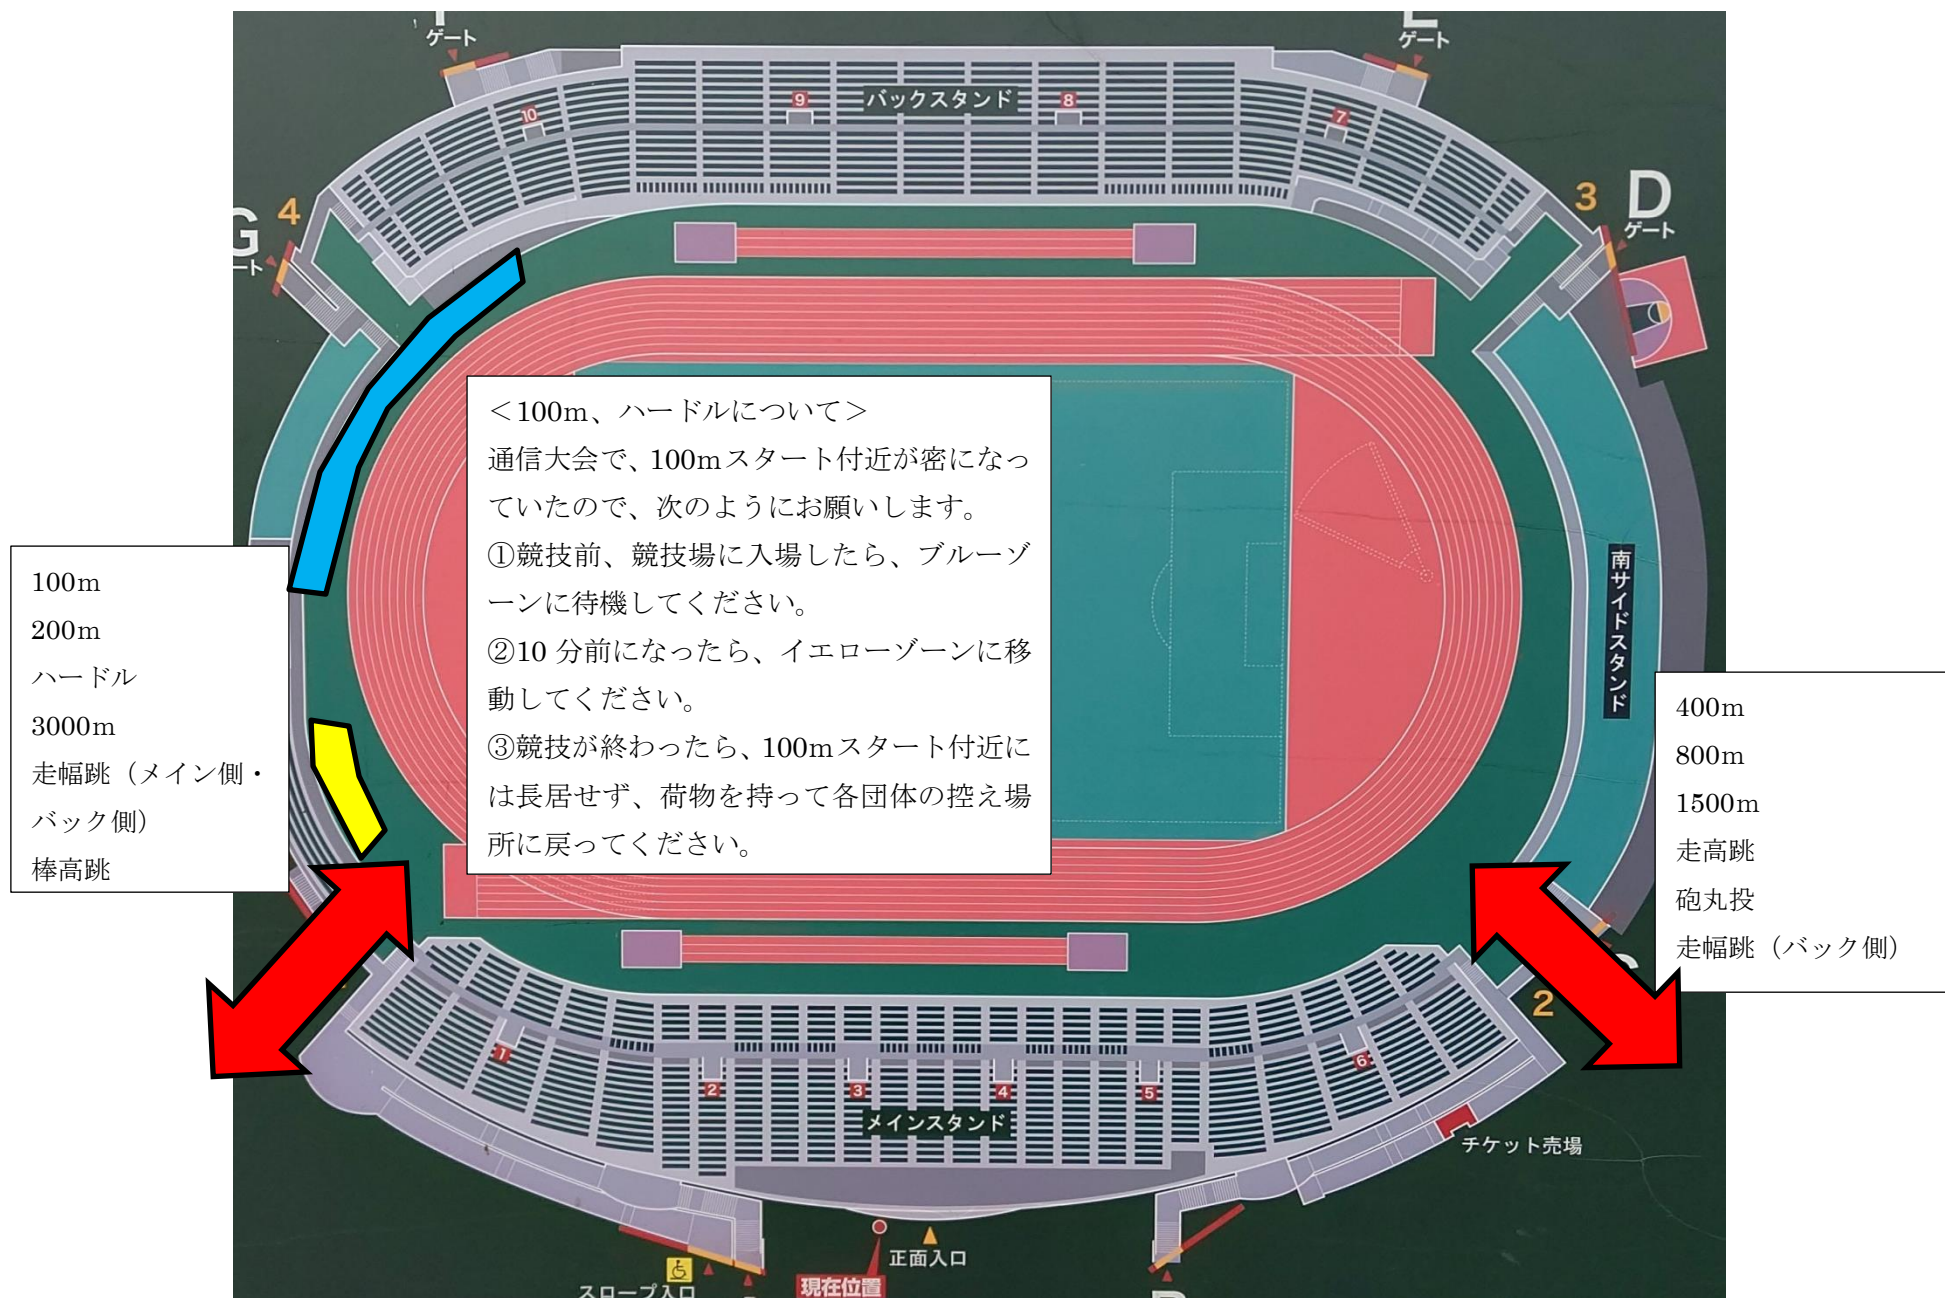 ゲート
ゲート
バックスタンド
10
9
8
7
4
3
D
ゲート
＜100m、ハードルについて＞
通信大会で、100mスタート付近が密になっ
ていたので、次のようにお願いします。
①競技前、競技場に入場したら、ブルーゾ
ーンに待機してください。
②10 分前になったら、イエローゾーンに移
動してください。
③競技が終わったら、100mスタート付近に
は長居せず、荷物を持って各団体の控え場
所に戻ってください。
100m
200m
ハードル
3000m
走幅跳（メイン側・
バック側）
棒高跳
南サイドスタンド
400m
800m
1500m
走高跳
砲丸投
走幅跳（バック側）
2
1
2
3
4
5
6
メインスタンド
チケット売場
正面入口
現在位置
スロープ入口